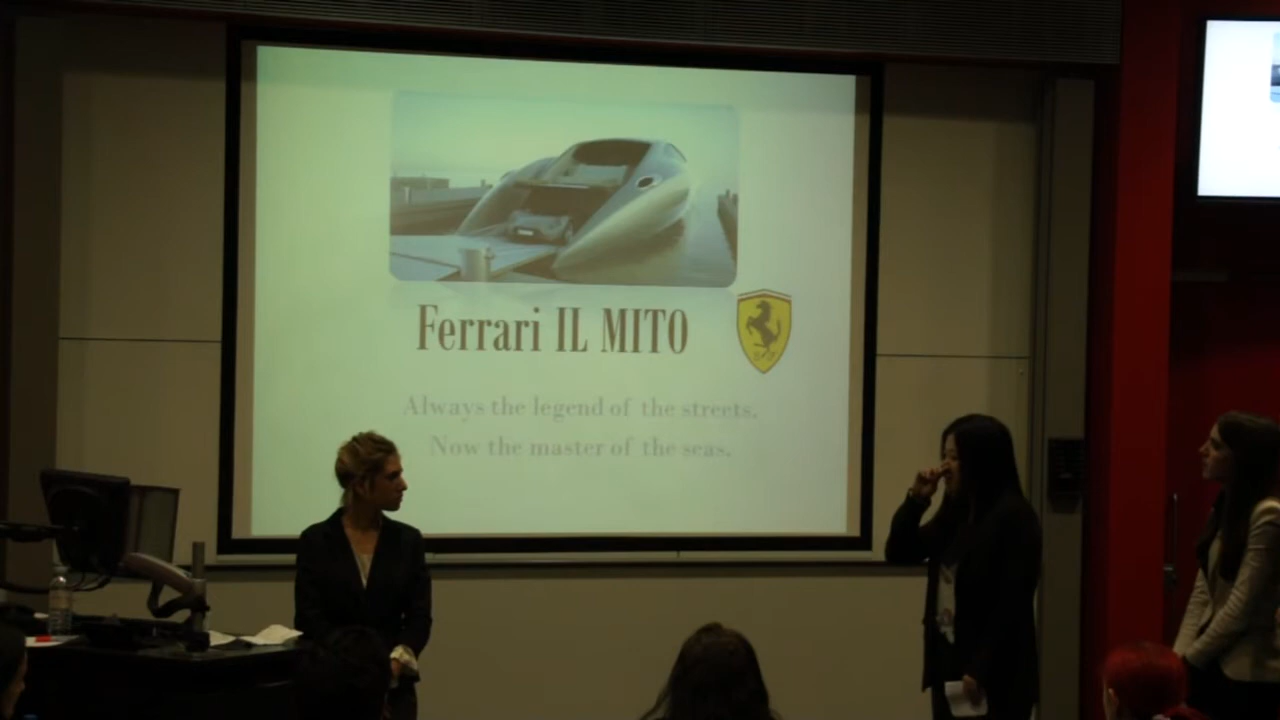 Ferrari IL MITO
Always the legend of the streets.
Now the master of the seas.